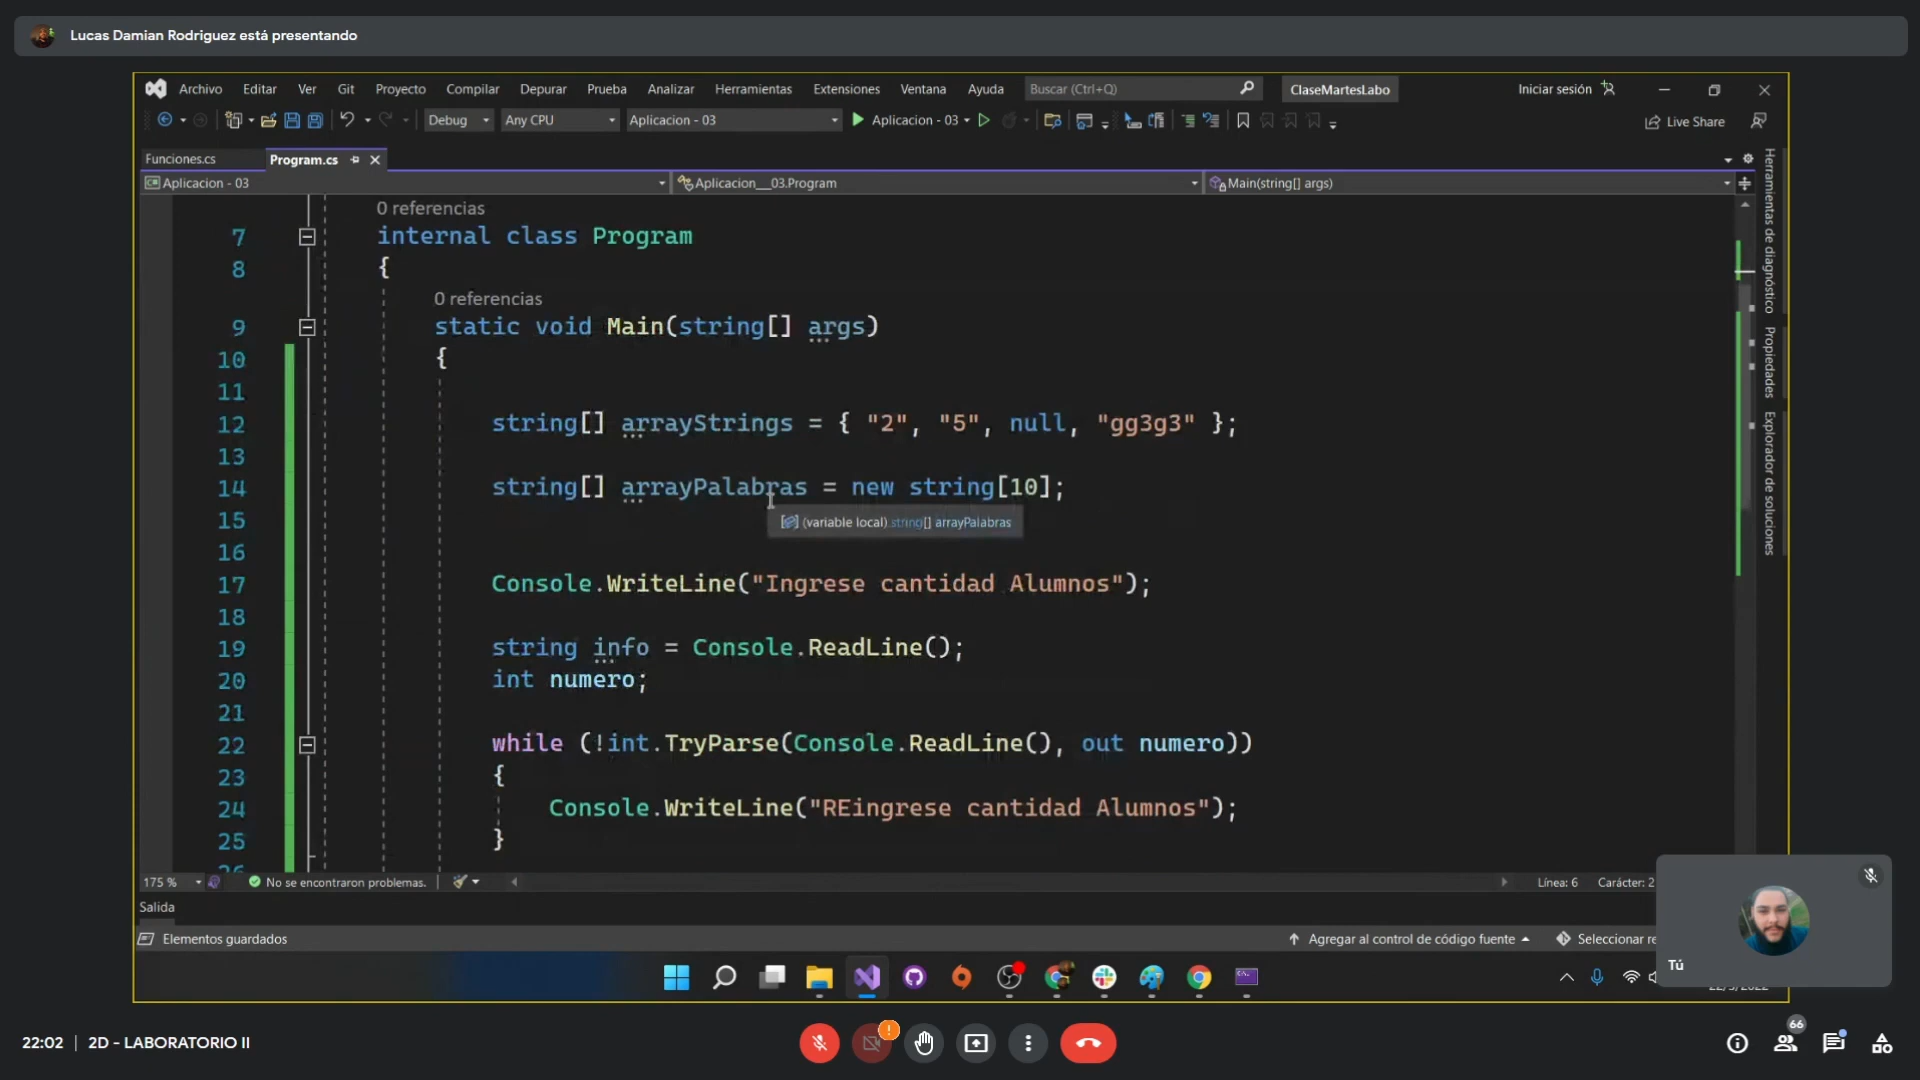 Lucas Damian Rodriguez está presentando
Archivo Editar Ver Git Proyecto Compilar Depurar Prueba Analizar Herramientas Extensiones Ventana Ayuda Buscar (Ctrl+Q) ClaseMartesLabo Iniciar sesión
Debug Any CPU Aplicacion - 03 Aplicacion - 03 Live Share
Funciones.cs Program.cs
Aplicacion - 03 Aplicacion__03.Program Main(string[] args)
0 referencias
7 internal class Program
8 {
0 referencias
9 static void Main(string[] args)
10 {
11
12 string[] arrayStrings = { "2", "5", null, "gg3g3" };
13
14 string[] arrayPalabras = new string[10];
15 (variable local) string[] arrayPalabras
16
17 Console.WriteLine("Ingrese cantidad Alumnos");
18
19 string info = Console.ReadLine();
20 int numero;
21
22 while (!int.TryParse(Console.ReadLine(), out numero))
23 {
24 Console.WriteLine("REingrese cantidad Alumnos");
25 }
Herramientas de diagnóstico
Propiedades
Explorador de soluciones
175 % No se encontraron problemas. Línea: 6 Carácter: 2
Salida
Elementos guardados Agregar al control de código fuente Seleccionar re
Tú
22:02 | 2D - LABORATORIO II
66